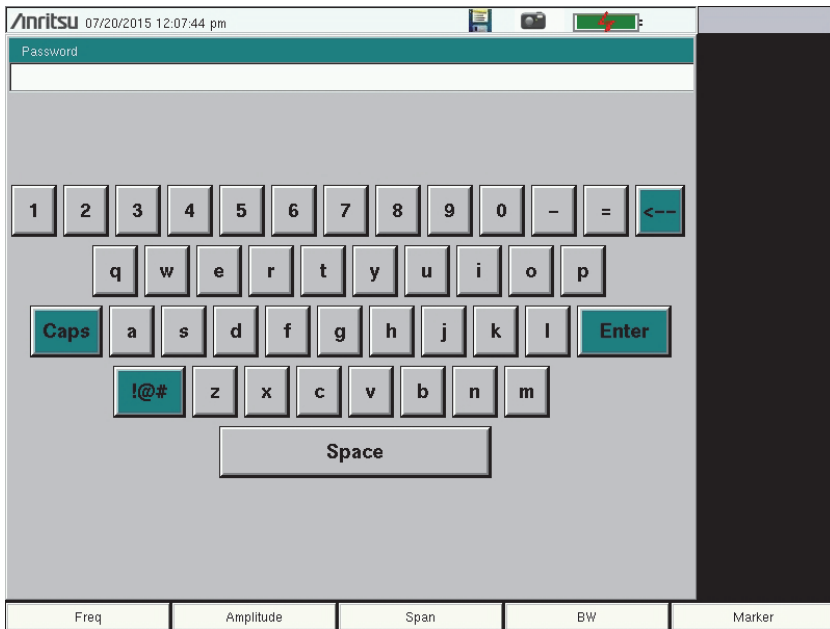 /Inritsu 07/20/2015 12:07:44 pm
Password
1 2 3 4 5 6 7 8 9 0 – = <--
q w e r t y u i o p
Caps a s d f g h j k l Enter
!@# z x c v b n m
Space
Freq Amplitude Span BW Marker